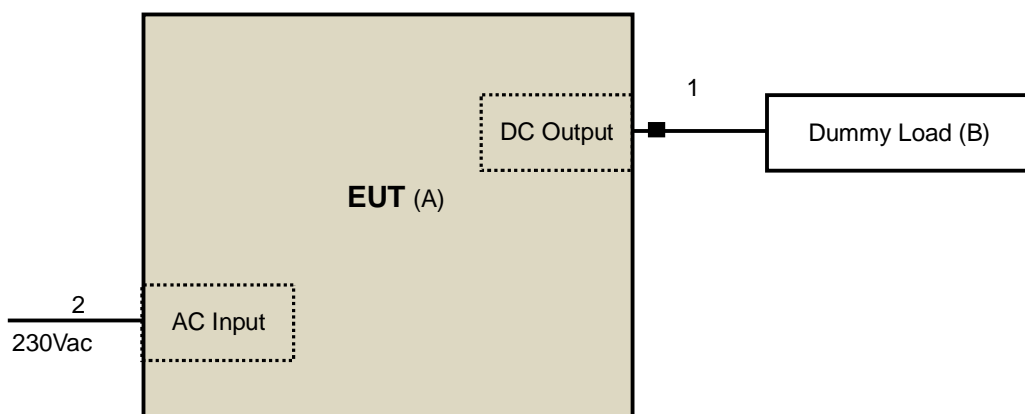 1
DC Output
Dummy Load (B)
EUT (A)
2
AC Input
230Vac